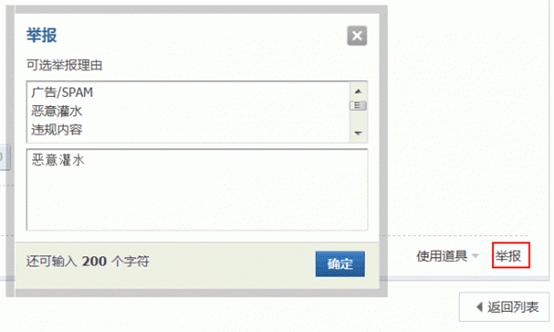 举报
可选举报理由
广告/SPAM
恶意灌水
违规内容
恶意灌水
还可输入 200 个字符
确定
使用道具
举报
返回列表